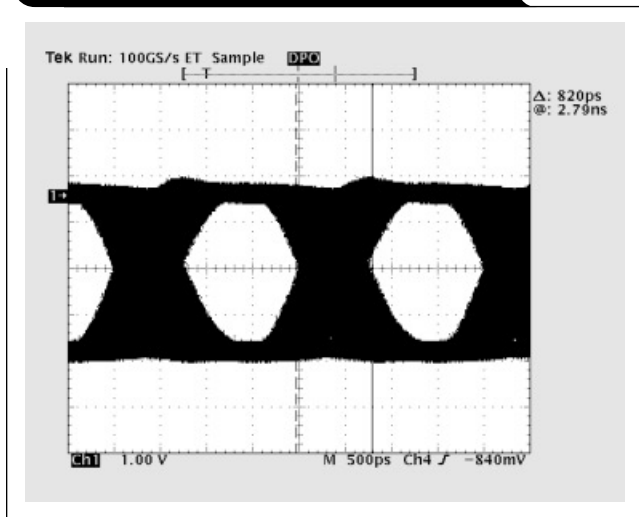 Tek Run: 100GS/s ET Sample DPO
[ T ]
Δ: 820ps
@: 2.79ns
1→
Ch1 1.00 V M 500ps Ch4 ʃ -840mV